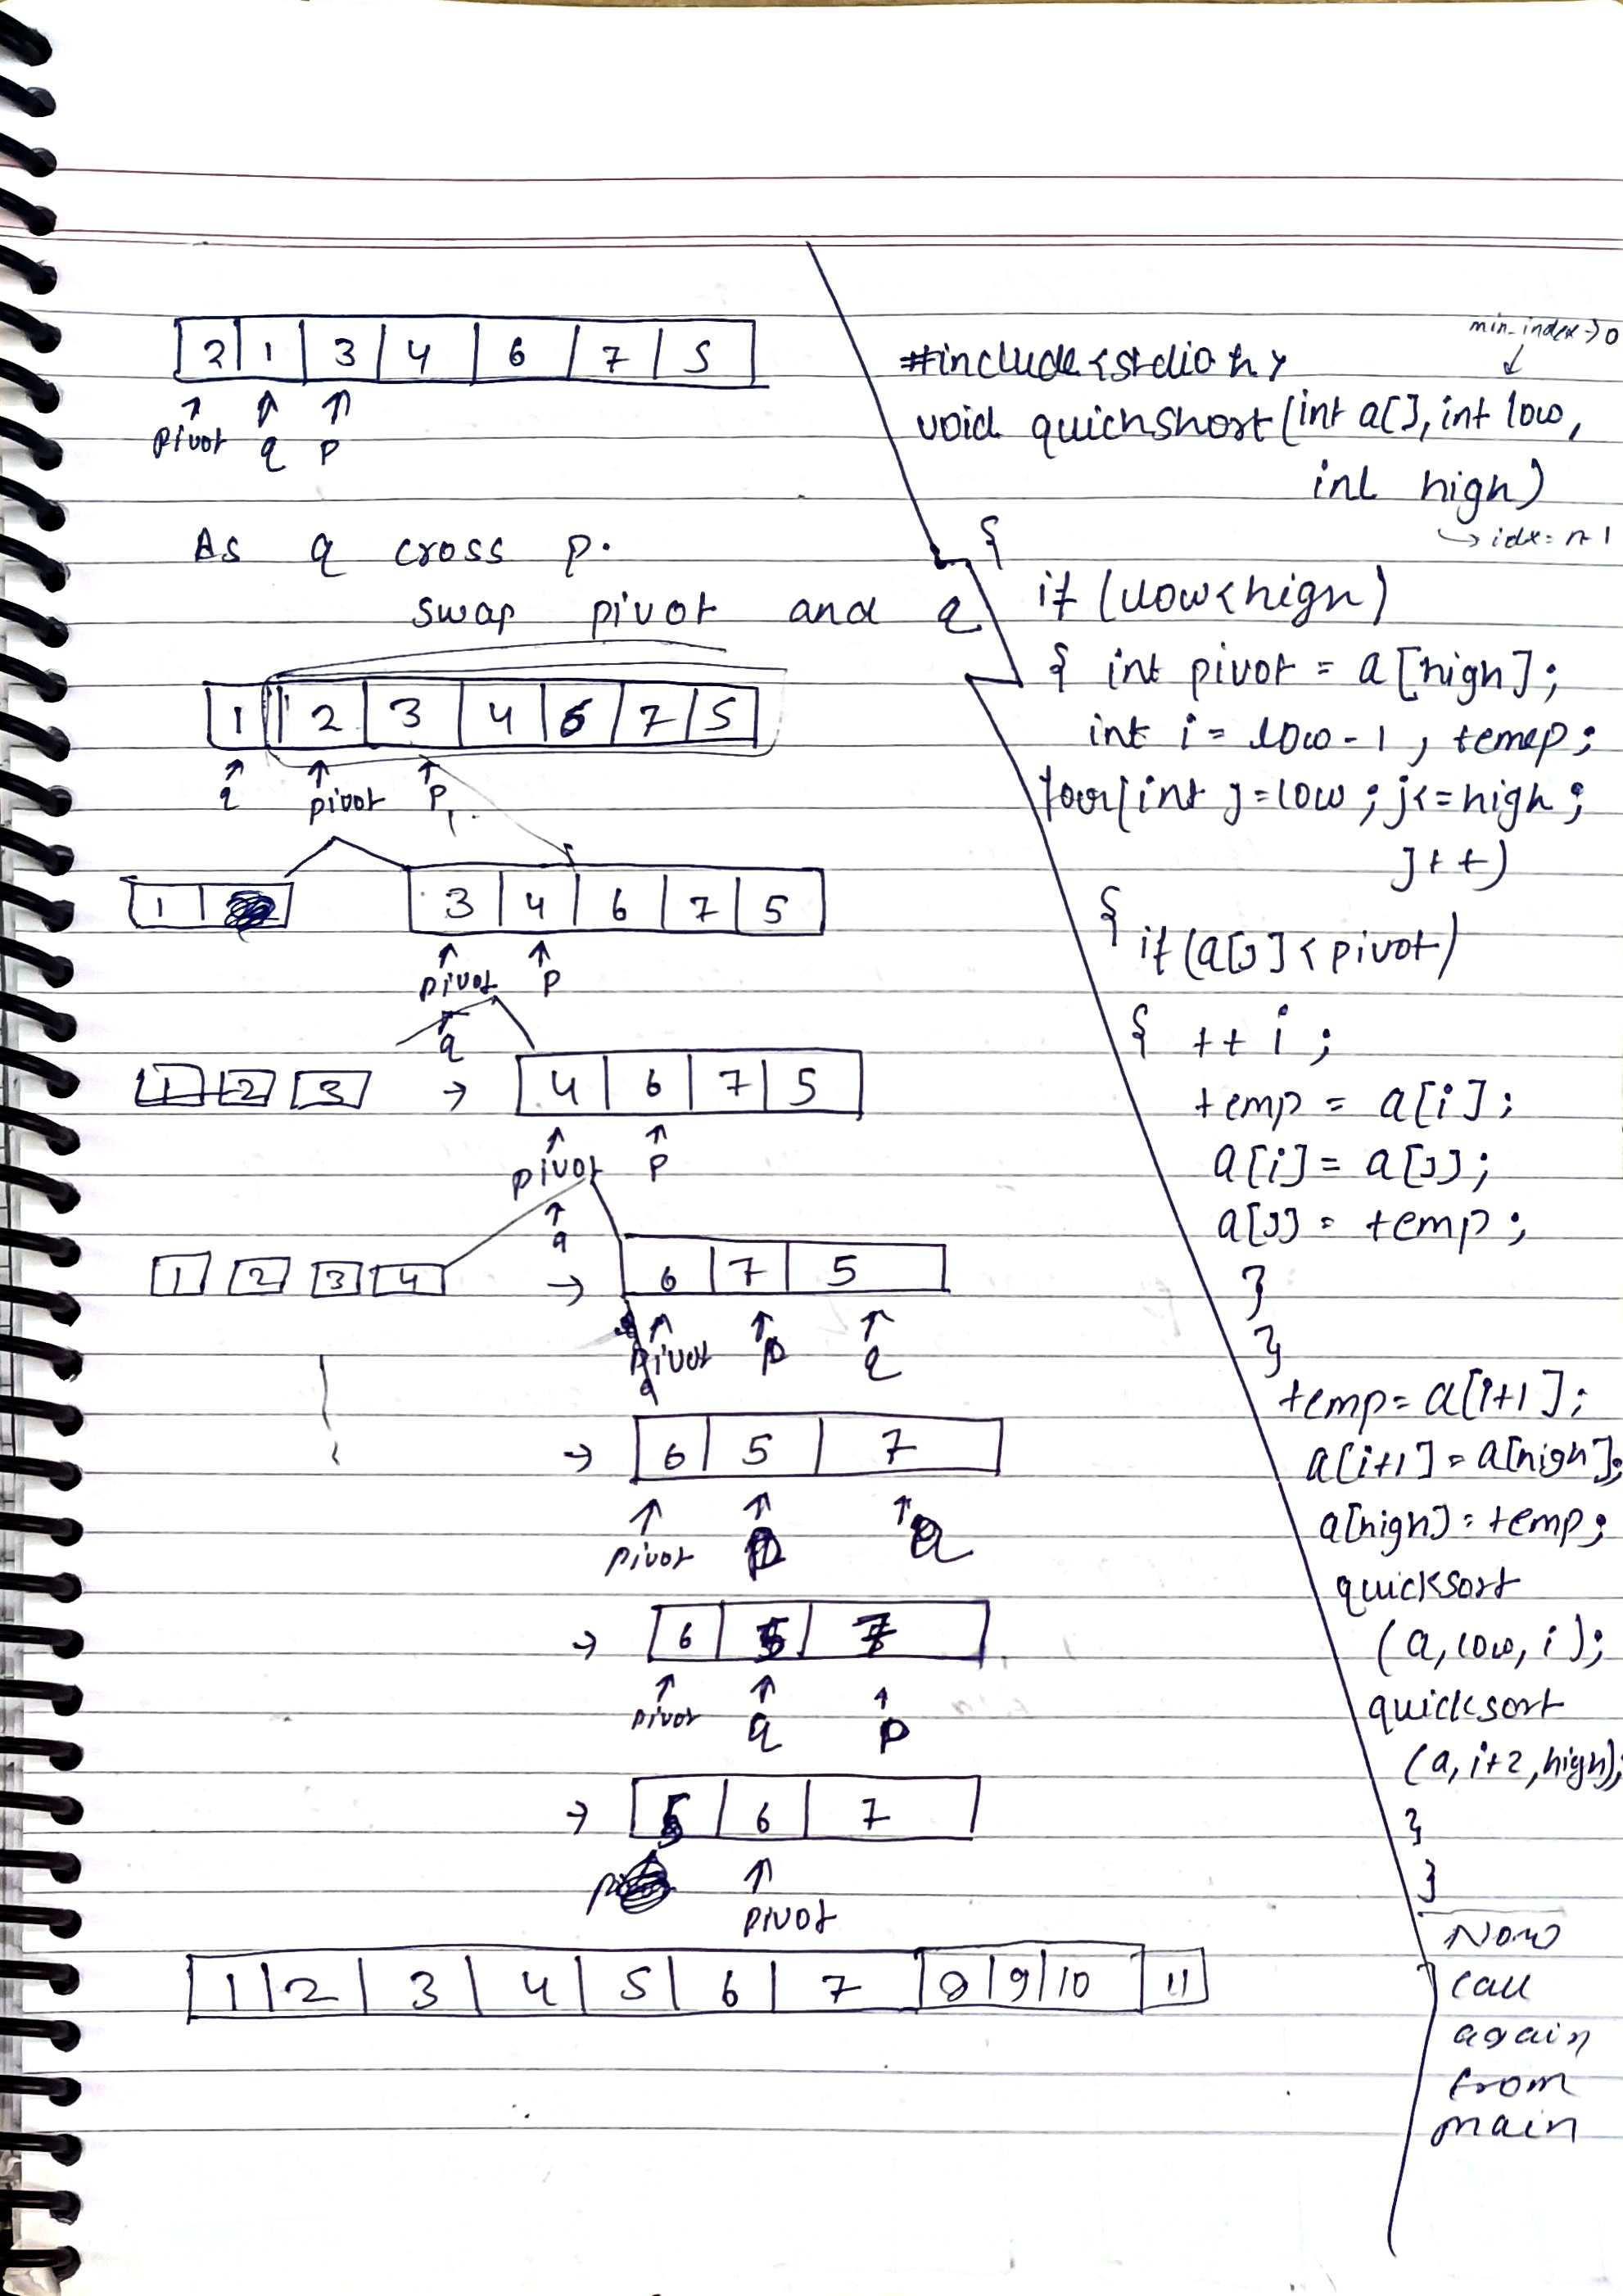 2 1 3 4 6 7 5
pivot q p
As q cross p.
swap pivot and q
1 2 3 4 6 7 5
q pivot p
1 3 4 6 7 5
pivot p
q
1 2 3 → 4 6 7 5
pivot p
q
1 2 3 4 → 6 7 5
pivot p q
q
→ 6 5 7
pivot p q
→ 6 5 7
pivot q p
→ 5 6 7
pivot
1 2 3 4 5 6 7 8 9 10 11
min_index → 0
#include<stdio h>
void quichshort(int a[], int low,
int high)
→ idx = n-1
{
if (low<high)
{ int pivot = a[high];
int i = low-1, temep;
foor(int j=low; j<=high;
j++)
{
if(a[j]<pivot)
{ ++i;
temp = a[i];
a[i] = a[j];
a[j] = temp;
}
}
temp = a[i+1];
a[i+1] = a[high];
a[high] = temp;
quicksort
(a, low, i);
quicksort
(a, i+2, high);
}
}
Now
call
again
from
main